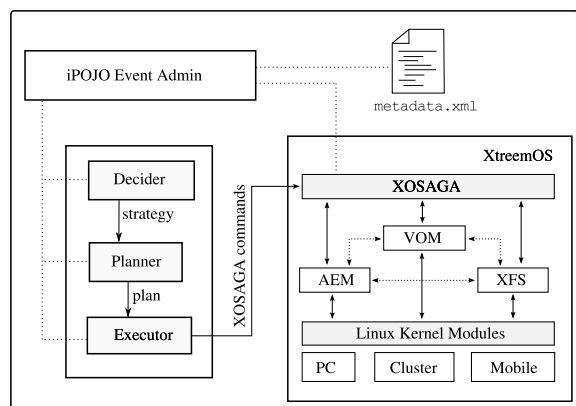 iPOJO Event Admin
metadata.xml
XtreemOS
Decider
strategy
Planner
plan
Executor
XOSAGA commands
XOSAGA
VOM
AEM
XFS
Linux Kernel Modules
PC
Cluster
Mobile